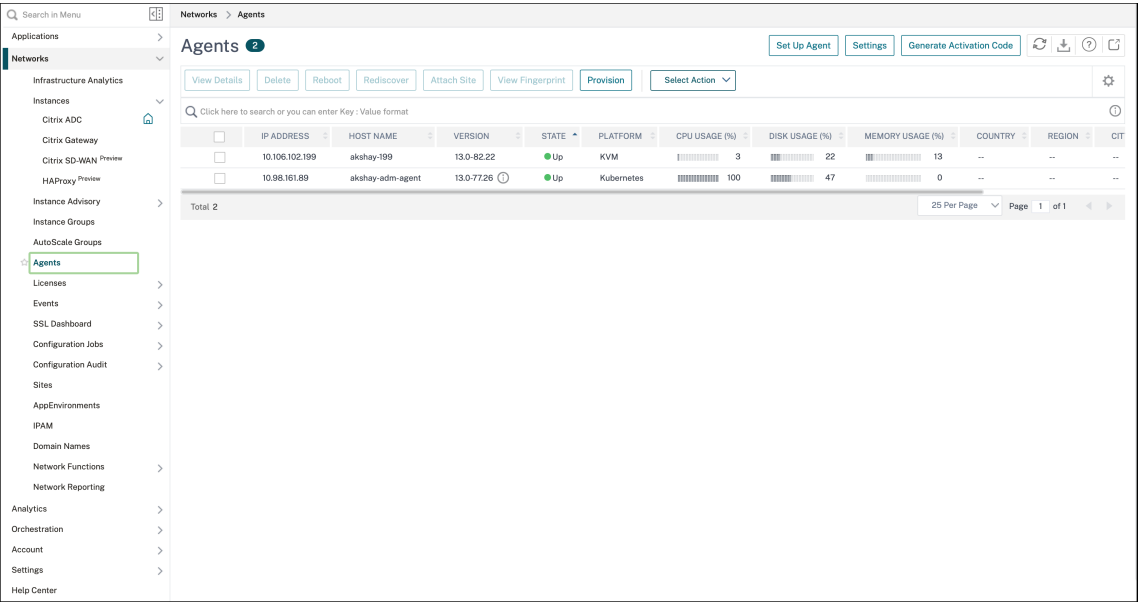 Search in Menu
Applications
Networks
Infrastructure Analytics
Instances
Citrix ADC
Citrix Gateway
Citrix SD-WAN Preview
HAProxy Preview
Instance Advisory
Instance Groups
AutoScale Groups
Agents
Licenses
Events
SSL Dashboard
Configuration Jobs
Configuration Audit
Sites
AppEnvironments
IPAM
Domain Names
Network Functions
Network Reporting
Analytics
Orchestration
Account
Settings
Help Center
Networks > Agents
Agents 2
Set Up Agent Settings Generate Activation Code ?
View Details Delete Reboot Rediscover Attach Site View Fingerprint Provision Select Action
Click here to search or you can enter Key : Value format
IP ADDRESS HOST NAME VERSION STATE PLATFORM CPU USAGE (%) DISK USAGE (%) MEMORY USAGE (%) COUNTRY REGION CIT
10.106.102.199 akshay-199 13.0-82.22 Up KVM 3 22 13 -- -- --
10.98.161.89 akshay-adm-agent 13.0-77.26 Up Kubernetes 100 47 0 -- -- --
Total 2 25 Per Page Page 1 of 1